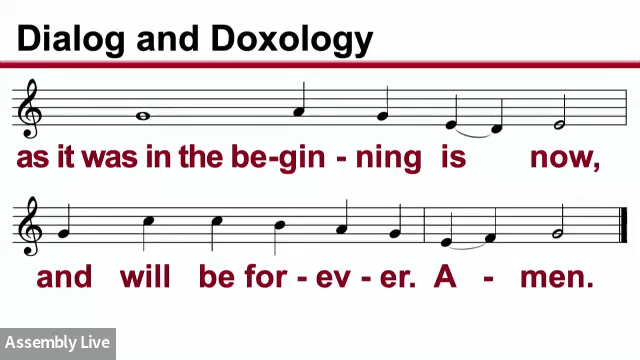 Dialog and Doxology
as it was in the be-gin - ning is now,
and will be for - ev - er. A - men.
Assembly Live